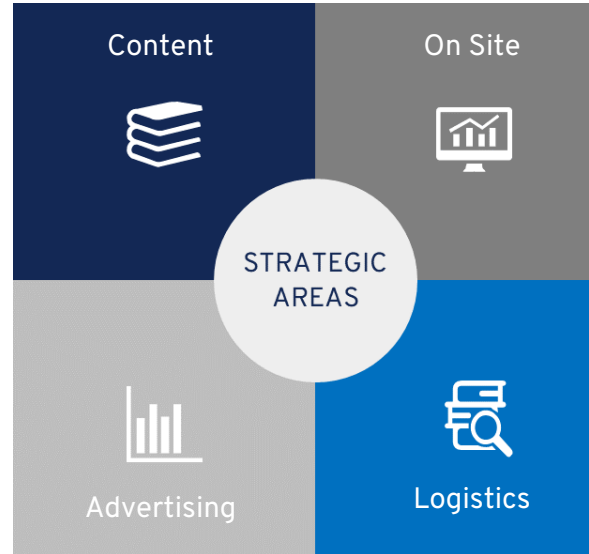 Content
On Site
STRATEGIC
AREAS
Advertising
Logistics